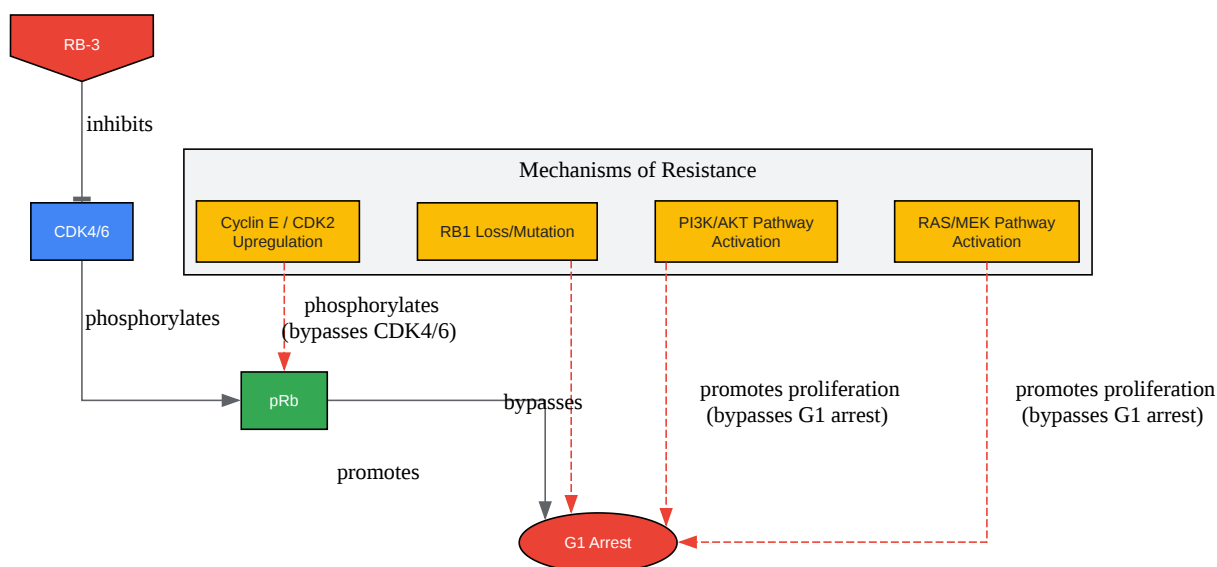 RB-3
inhibits
Mechanisms of Resistance
CDK4/6
Cyclin E / CDK2
Upregulation
RB1 Loss/Mutation
PI3K/AKT Pathway
Activation
RAS/MEK Pathway
Activation
phosphorylates
phosphorylates
(bypasses CDK4/6)
pRb
bypasses
promotes proliferation
(bypasses G1 arrest)
promotes proliferation
(bypasses G1 arrest)
promotes
G1 Arrest